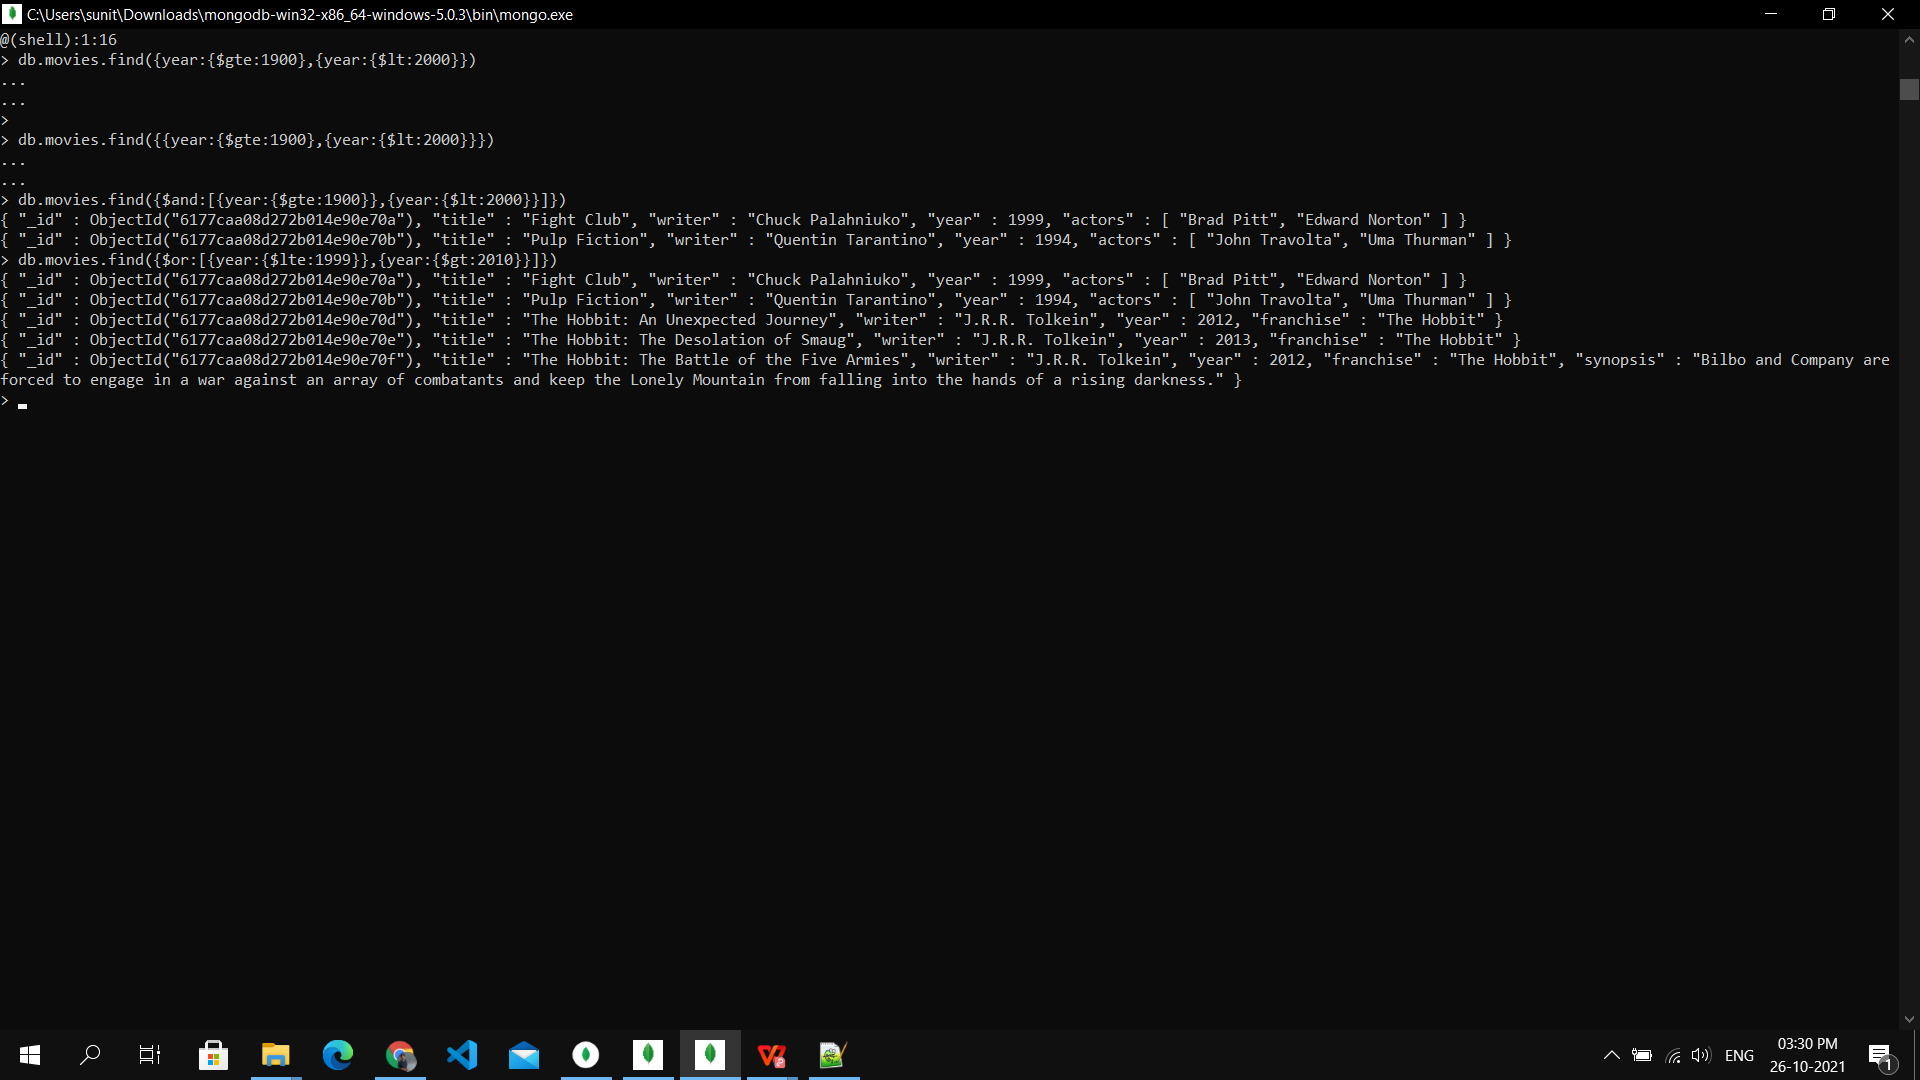 C:\Users\sunit\Downloads\mongodb-win32-x86_64-windows-5.0.3\bin\mongo.exe
@(shell):1:16
> db.movies.find({year:{$gte:1900},{year:{$lt:2000}})
...
...
>
> db.movies.find({{year:{$gte:1900},{year:{$lt:2000}}})
...
...
> db.movies.find({$and:[{year:{$gte:1900}},{year:{$lt:2000}}]})
{ "_id" : ObjectId("6177caa08d272b014e90e70a"), "title" : "Fight Club", "writer" : "Chuck Palahniuko", "year" : 1999, "actors" : [ "Brad Pitt", "Edward Norton" ] }
{ "_id" : ObjectId("6177caa08d272b014e90e70b"), "title" : "Pulp Fiction", "writer" : "Quentin Tarantino", "year" : 1994, "actors" : [ "John Travolta", "Uma Thurman" ] }
> db.movies.find({$or:[{year:{$lte:1999}},{year:{$gt:2010}}]})
{ "_id" : ObjectId("6177caa08d272b014e90e70a"), "title" : "Fight Club", "writer" : "Chuck Palahniuko", "year" : 1999, "actors" : [ "Brad Pitt", "Edward Norton" ] }
{ "_id" : ObjectId("6177caa08d272b014e90e70b"), "title" : "Pulp Fiction", "writer" : "Quentin Tarantino", "year" : 1994, "actors" : [ "John Travolta", "Uma Thurman" ] }
{ "_id" : ObjectId("6177caa08d272b014e90e70d"), "title" : "The Hobbit: An Unexpected Journey", "writer" : "J.R.R. Tolkein", "year" : 2012, "franchise" : "The Hobbit" }
{ "_id" : ObjectId("6177caa08d272b014e90e70e"), "title" : "The Hobbit: The Desolation of Smaug", "writer" : "J.R.R. Tolkein", "year" : 2013, "franchise" : "The Hobbit" }
{ "_id" : ObjectId("6177caa08d272b014e90e70f"), "title" : "The Hobbit: The Battle of the Five Armies", "writer" : "J.R.R. Tolkein", "year" : 2012, "franchise" : "The Hobbit", "synopsis" : "Bilbo and Company are
forced to engage in a war against an array of combatants and keep the Lonely Mountain from falling into the hands of a rising darkness." }
>
ENG
03:30 PM
26-10-2021
1